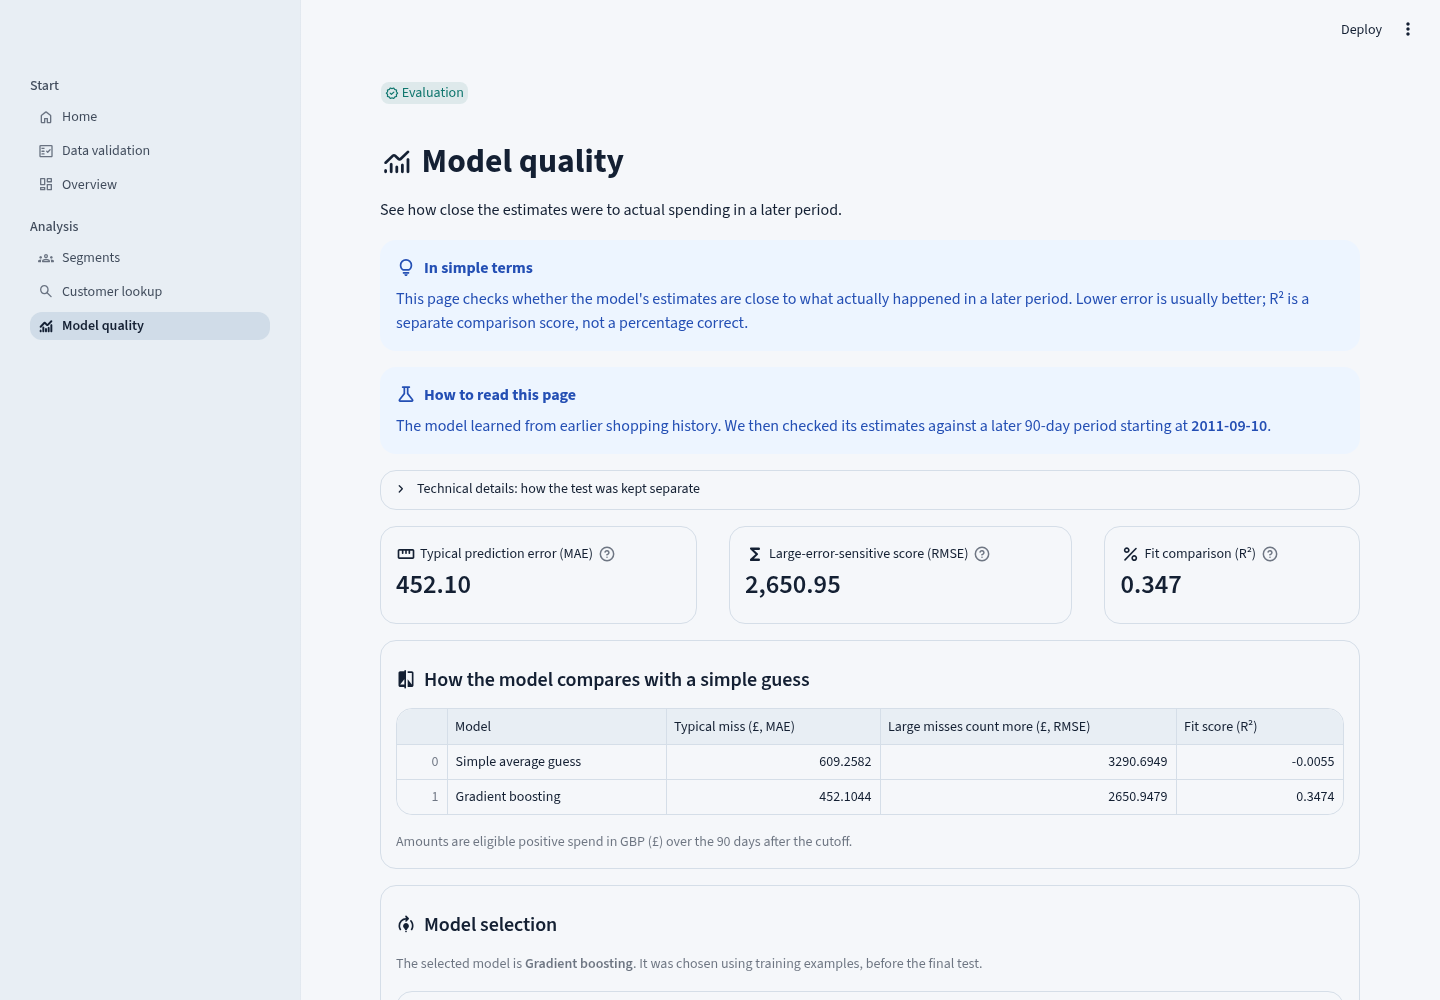 Deploy
Start
Home
Data validation
Overview
Analysis
Segments
Customer lookup
Model quality
Evaluation
Model quality
See how close the estimates were to actual spending in a later period.
In simple terms
This page checks whether the model's estimates are close to what actually happened in a later period. Lower error is usually better; R² is a
separate comparison score, not a percentage correct.
How to read this page
The model learned from earlier shopping history. We then checked its estimates against a later 90-day period starting at 2011-09-10.
Technical details: how the test was kept separate
Typical prediction error (MAE)
452.10
Large-error-sensitive score (RMSE)
2,650.95
Fit comparison (R²)
0.347
How the model compares with a simple guess
Model Typical miss (£, MAE) Large misses count more (£, RMSE) Fit score (R²)
0 Simple average guess 609.2582 3290.6949 -0.0055
1 Gradient boosting 452.1044 2650.9479 0.3474
Amounts are eligible positive spend in GBP (£) over the 90 days after the cutoff.
Model selection
The selected model is Gradient boosting. It was chosen using training examples, before the final test.